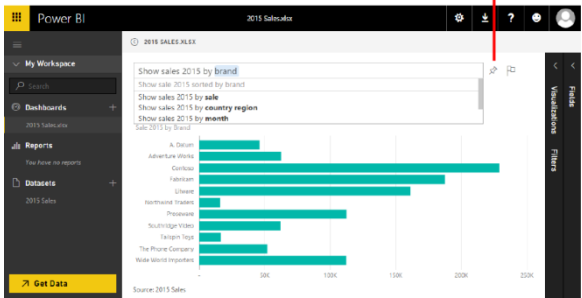 Power BI
2015 Sales.xlsx
?
2015 SALES.XLSX
My Workspace
Search
Dashboards
2015 Sales.xlsx
Reports
You have no reports
Datasets
2015 Sales
Get Data
Show sales 2015 by brand
Show sale 2015 sorted by brand
Show sales 2015 by sale
Show sales 2015 by country region
Show sales 2015 by month
Sale 2015 by Brand
A. Datum
Adventure Works
Contoso
Fabrikam
Litware
Northwind Traders
Proseware
Southridge Video
Tailspin Toys
The Phone Company
Wide World Importers
50K 100K 150K 200K 250K
Source: 2015 Sales
Visualizations
Filters
Fields